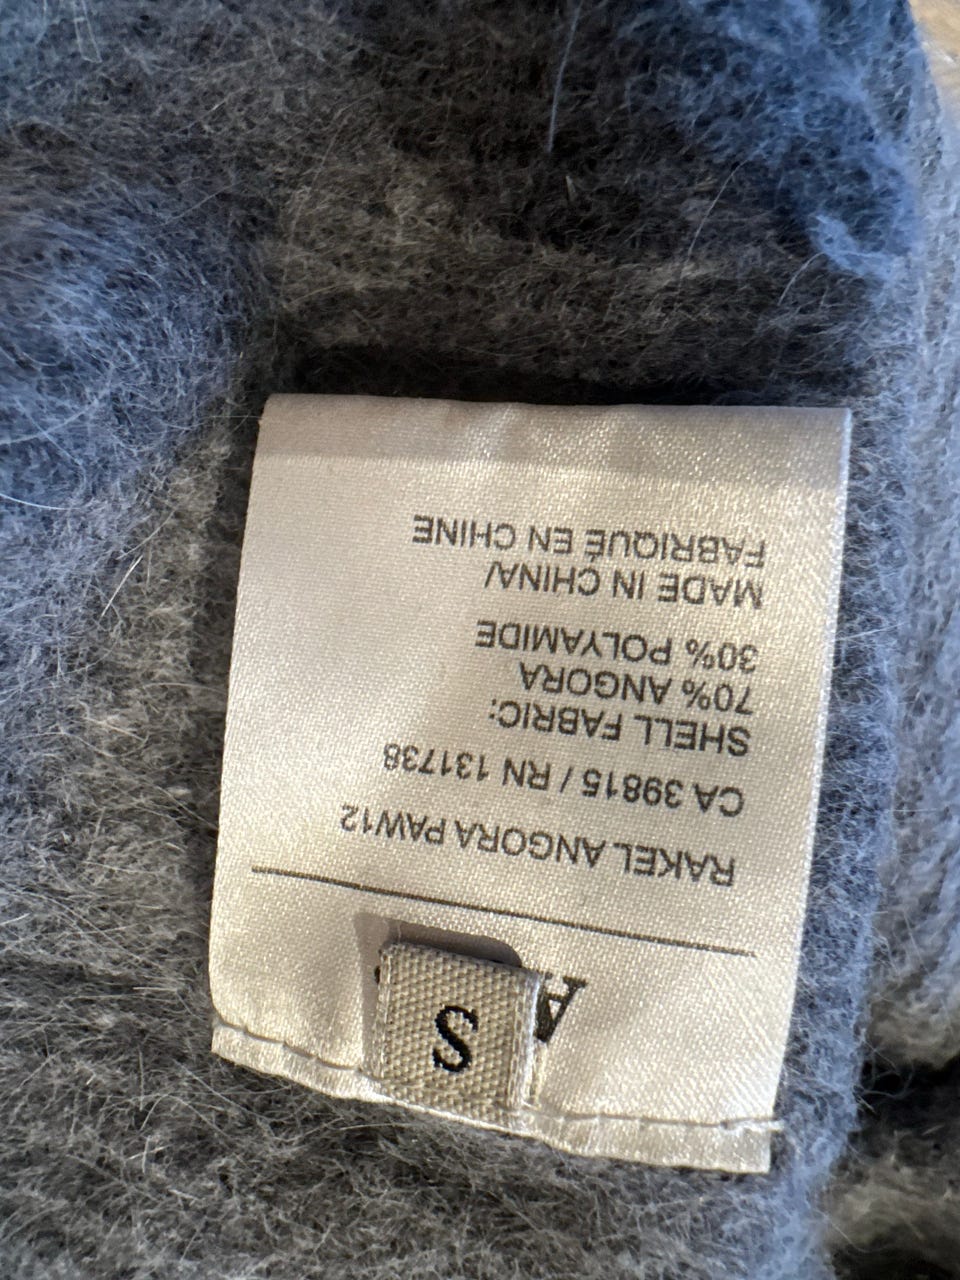 S
RAKEL ANGORA PAW12
CA 39815 / RN 131738
SHELL FABRIC:
70% ANGORA
30% POLYAMIDE
MADE IN CHINA/
FABRIQUÉ EN CHINE